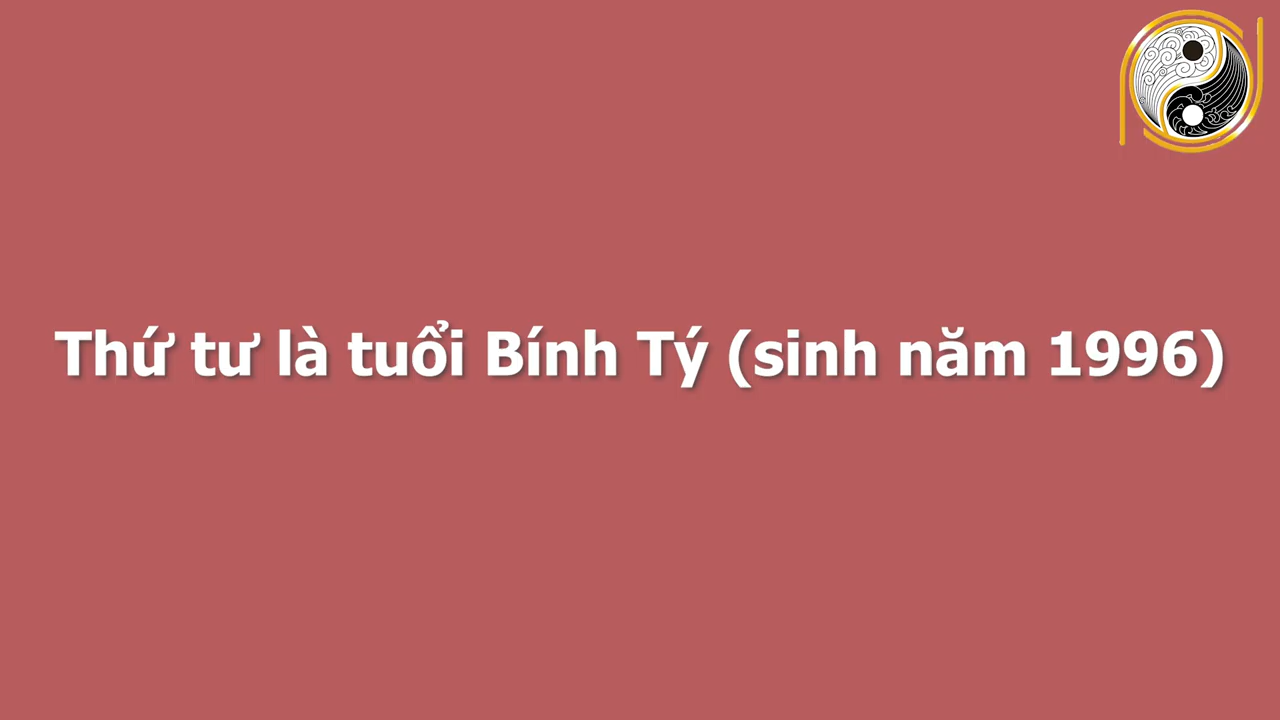 Thứ tư là tuổi Bính Tý (sinh năm 1996)